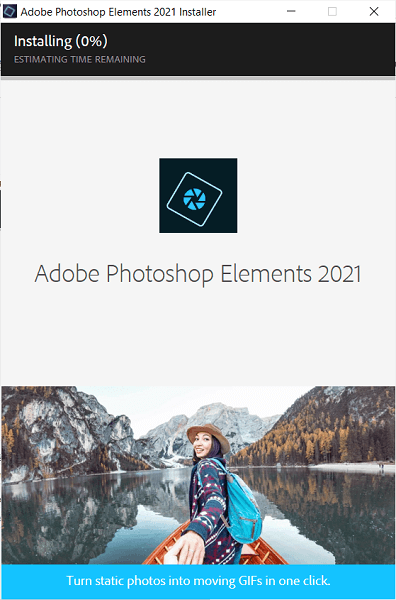 Adobe Photoshop Elements 2021 Installer
Installing (0%)
ESTIMATING TIME REMAINING
Adobe Photoshop Elements 2021
Turn static photos into moving GIFs in one click.